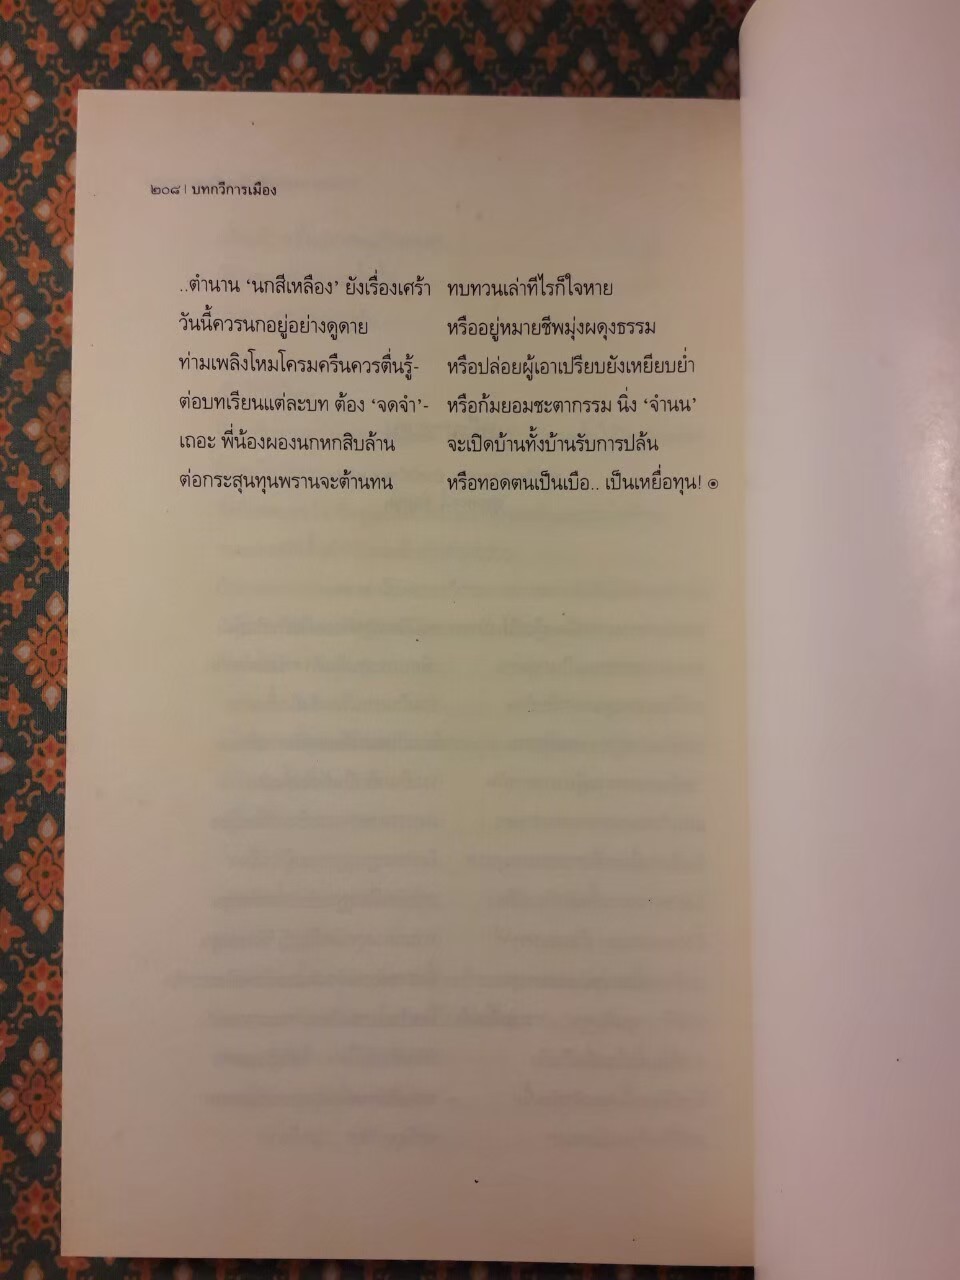 ๒๐๘ | บทกวีการเมือง
..ตำนาน ‘นกสีเหลือง’ ยังเรื่องเศร้า ทบทวนเล่าทีไรก็ใจหาย
วันนี้ควรนกอยู่อย่างดูดาย หรืออยู่หมายชีพมุ่งผดุงธรรม
ท่ามเพลิงโหมโครมครืนควรตื่นรู้- หรือปล่อยผู้เอาเปรียบยังเหยียบย่ำ
ต่อบทเรียนแต่ละบท ต้อง ‘จดจำ’- หรือก้มยอมชะตากรรม นิ่ง ‘จำนน’
เถอะ พี่น้องผองนกหกสิบล้าน จะเปิดบ้านทั้งบ้านรับการปล้น
ต่อกระสุนทุนพรานจะต้านทน หรือทอดตนเป็นเบือ.. เป็นเหยื่อทุน! ๑